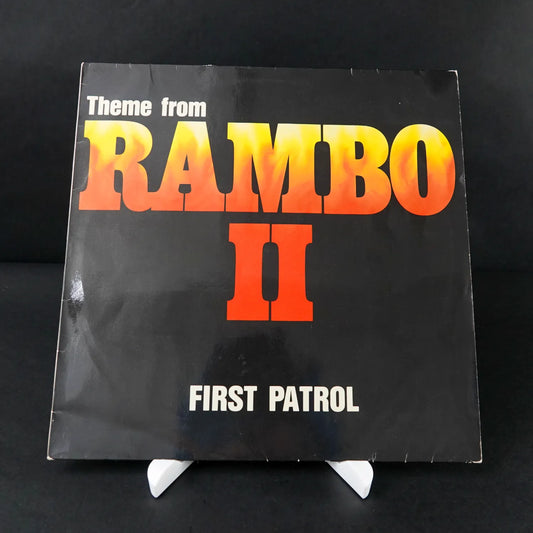 Theme from
RAMBO
II
FIRST PATROL